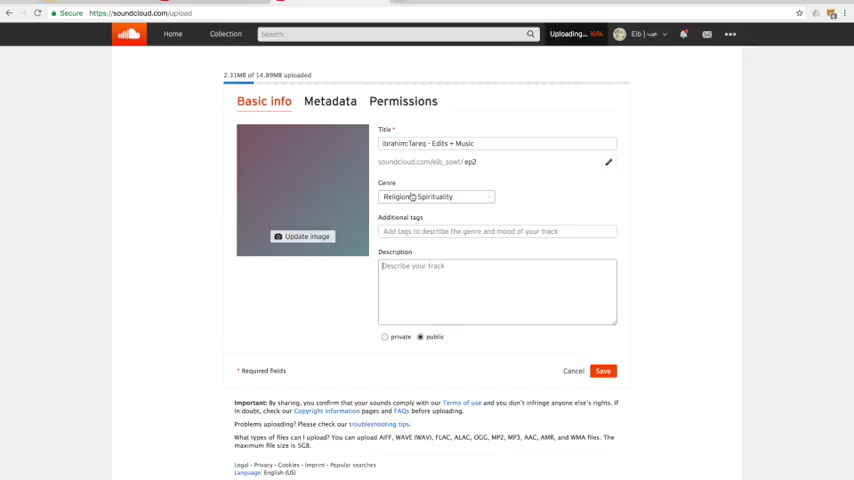 Secure https://soundcloud.com/upload
Home Collection Search Uploading... 16%
2.31MB of 14.89MB uploaded
Basic info Metadata Permissions
Title *
Ibrahim:Tareq - Edits + Music
soundcloud.com/eib_sowt/ ep2
Genre
Religion Spirituality
Additional tags
Add tags to describe the genre and mood of your track
Update image
Description
Describe your track
private public
* Required fields Cancel Save
Important: By sharing, you confirm that your sounds comply with our Terms of use and you don't infringe anyone else's rights. If
in doubt, check our Copyright information pages and FAQs before uploading.
Problems uploading? Please check our troubleshooting tips.
What types of files can I upload? You can upload AIFF, WAVE (WAV), FLAC, ALAC, OGG, MP2, MP3, AAC, AMR, and WMA files. The
maximum file size is 5GB.
Legal - Privacy - Cookies - Imprint - Popular searches
Language: English (US)